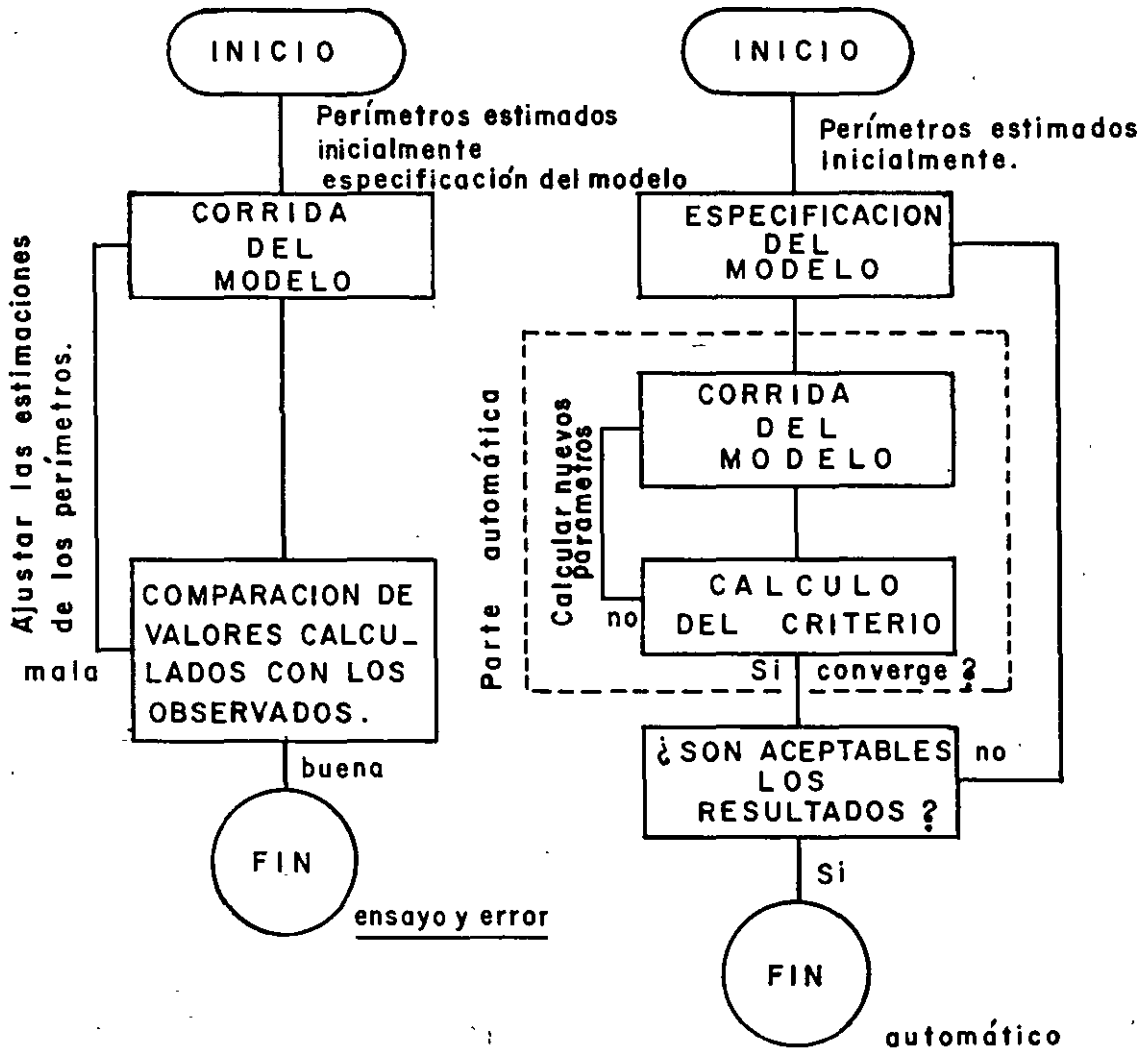 INICIO
Perímetros estimados
inicialmente
especificación del modelo
CORRIDA
DEL
MODELO
Ajustar las estimaciones
de los perímetros.
mala
COMPARACION DE
VALORES CALCU_
LADOS CON LOS
OBSERVADOS.
buena
FIN
ensayo y error
INICIO
Perímetros estimados
inicialmente.
ESPECIFICACION
DEL
MODELO
Parte automática
CORRIDA
DEL
MODELO
Calcular nuevos
parametros
no
CALCULO
DEL CRITERIO
Si converge?
¿SON ACEPTABLES
LOS
RESULTADOS?
no
Si
FIN
automático